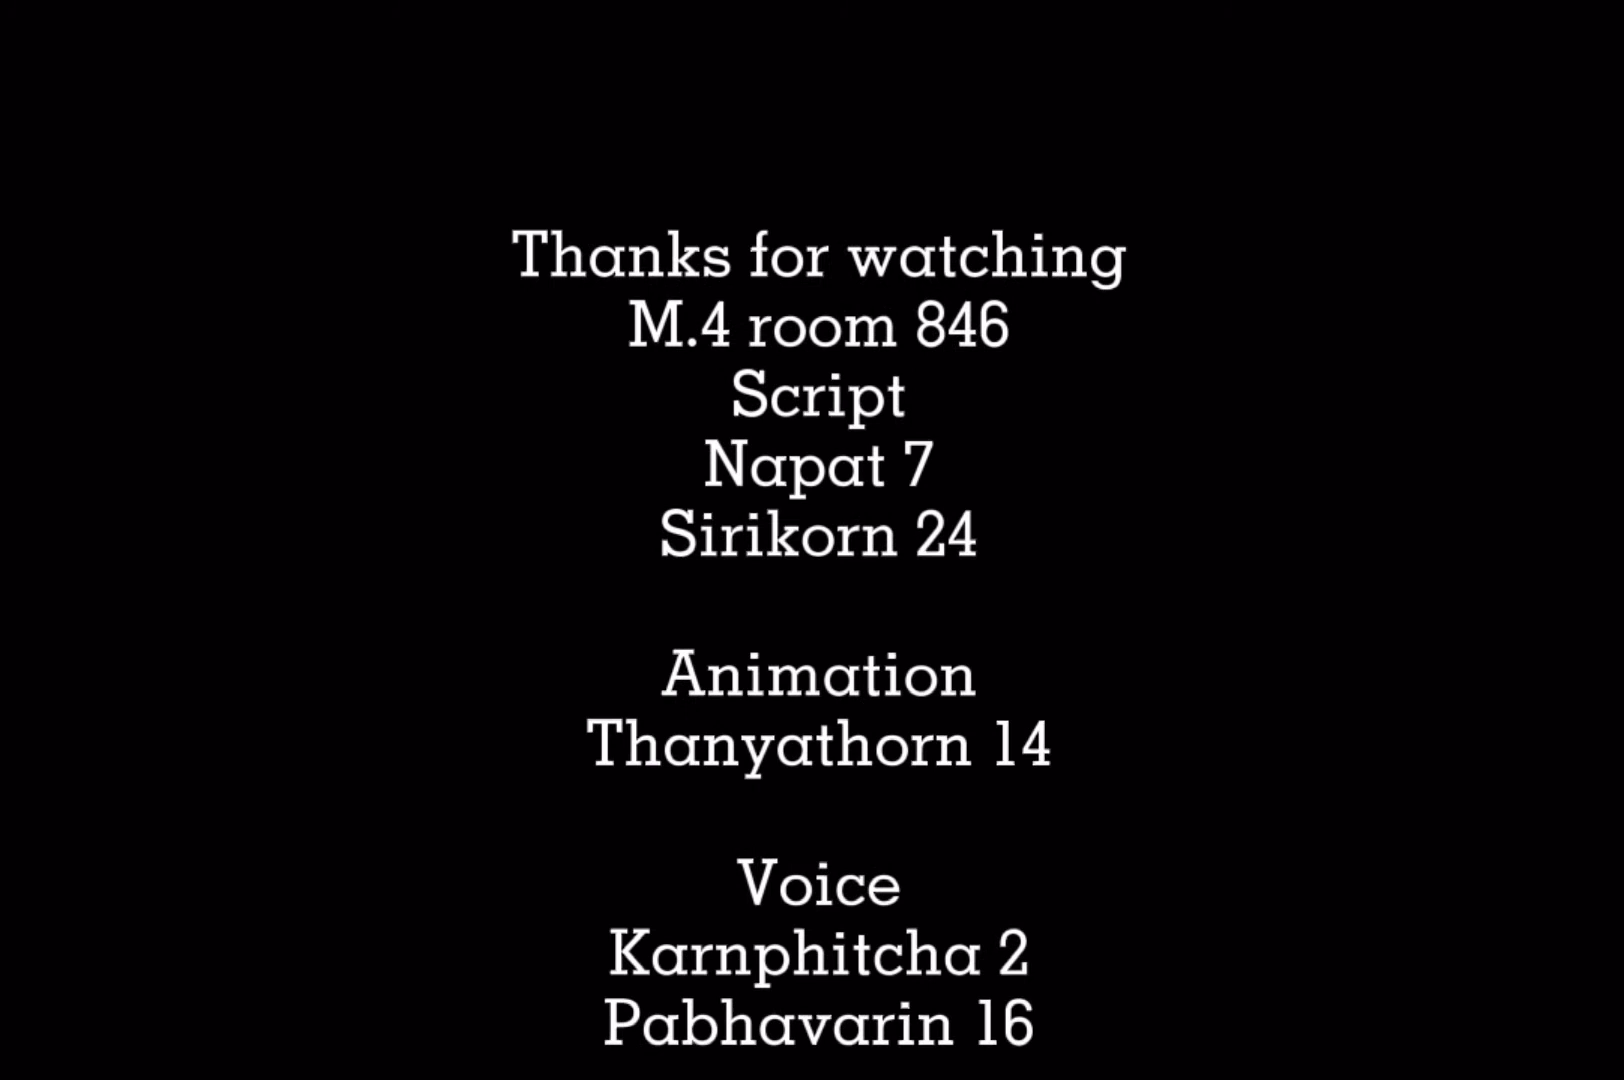 Thanks for watching
M.4 room 846
Script
Napat 7
Sirikorn 24
Animation
Thanyathorn 14
Voice
Karnphitcha 2
Pabhavarin 16